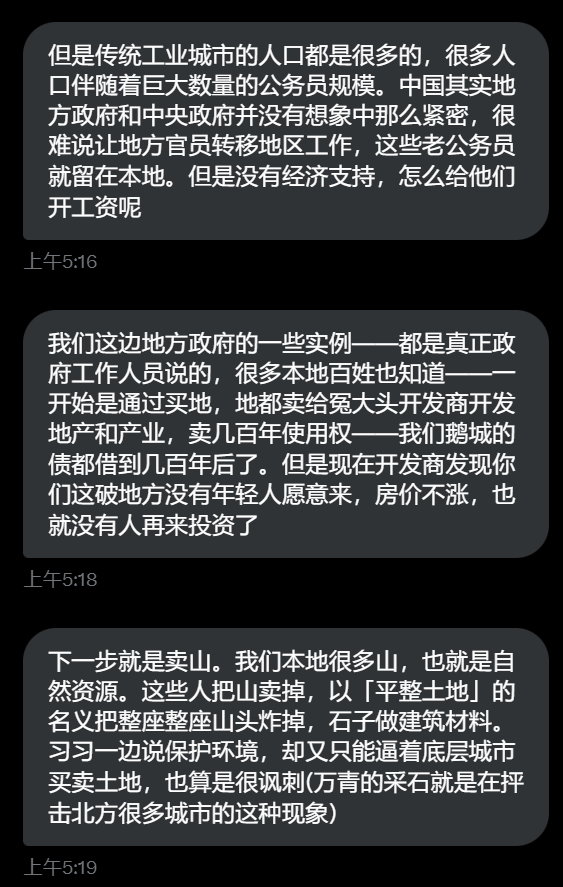 但是传统工业城市的人口都是很多的，很多人
口伴随着巨大数量的公务员规模。中国其实地
方政府和中央政府并没有想象中那么紧密，很
难说让地方官员转移地区工作，这些老公务员
就留在本地。但是没有经济支持，怎么给他们
开工资呢
上午5:16
我们这边地方政府的一些实例——都是真正政
府工作人员说的，很多本地百姓也知道——一
开始是通过买地，地都卖给冤大头开发商开发
地产和产业，卖几百年使用权——我们鹅城的
债都借到几百年后了。但是现在开发商发现你
们这破地方没有年轻人愿意来，房价不涨，也
就没有人再来投资了
上午5:18
下一步就是卖山。我们本地很多山，也就是自
然资源。这些人把山卖掉，以「平整土地」的
名义把整座整座山头炸掉，石子做建筑材料。
习习一边说保护环境，却又只能逼着底层城市
买卖土地，也算是很讽刺(万青的采石就是在抨
击北方很多城市的这种现象)
上午5:19